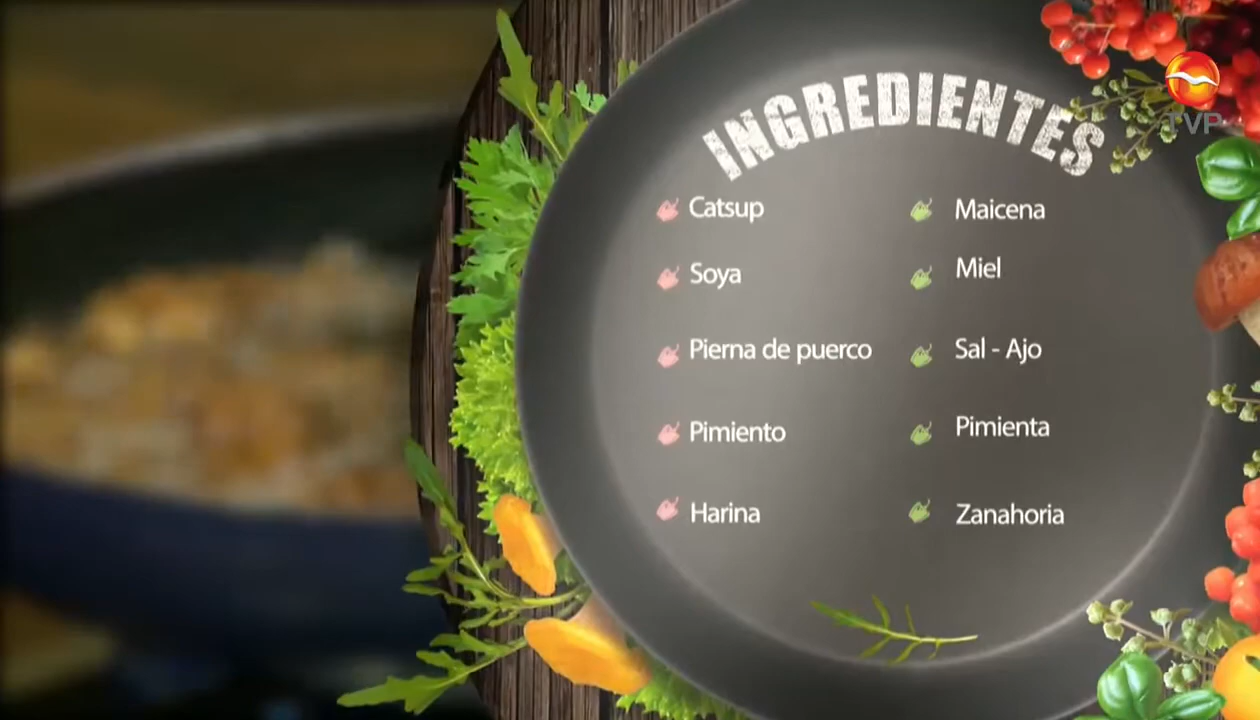 INGREDIENTES
Catsup
Soya
Pierna de puerco
Pimiento
Harina
Maicena
Miel
Sal - Ajo
Pimienta
Zanahoria
TVP